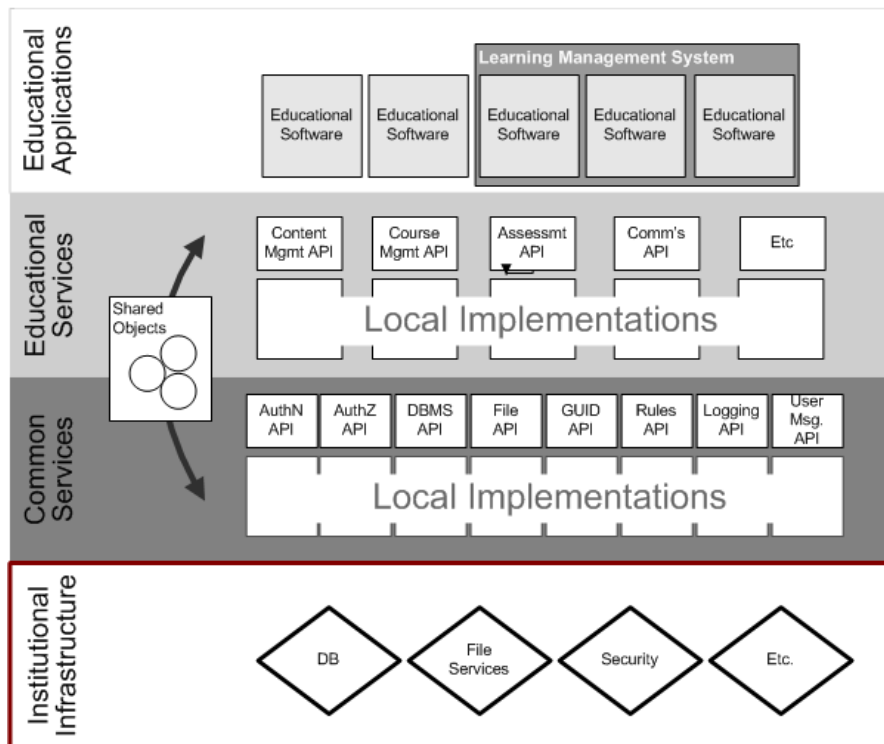 Educational
Applications
Learning Management System
Educational
Software
Educational
Software
Educational
Software
Educational
Software
Educational
Software
Educational
Services
Content
Mgmt API
Course
Mgmt API
Assessmt
API
Comm's
API
Etc
Shared
Objects
Local Implementations
Common
Services
AuthN
API
AuthZ
API
DBMS
API
File
API
GUID
API
Rules
API
Logging
API
User
Msg.
API
Local Implementations
Institutional
Infrastructure
DB
File
Services
Security
Etc.